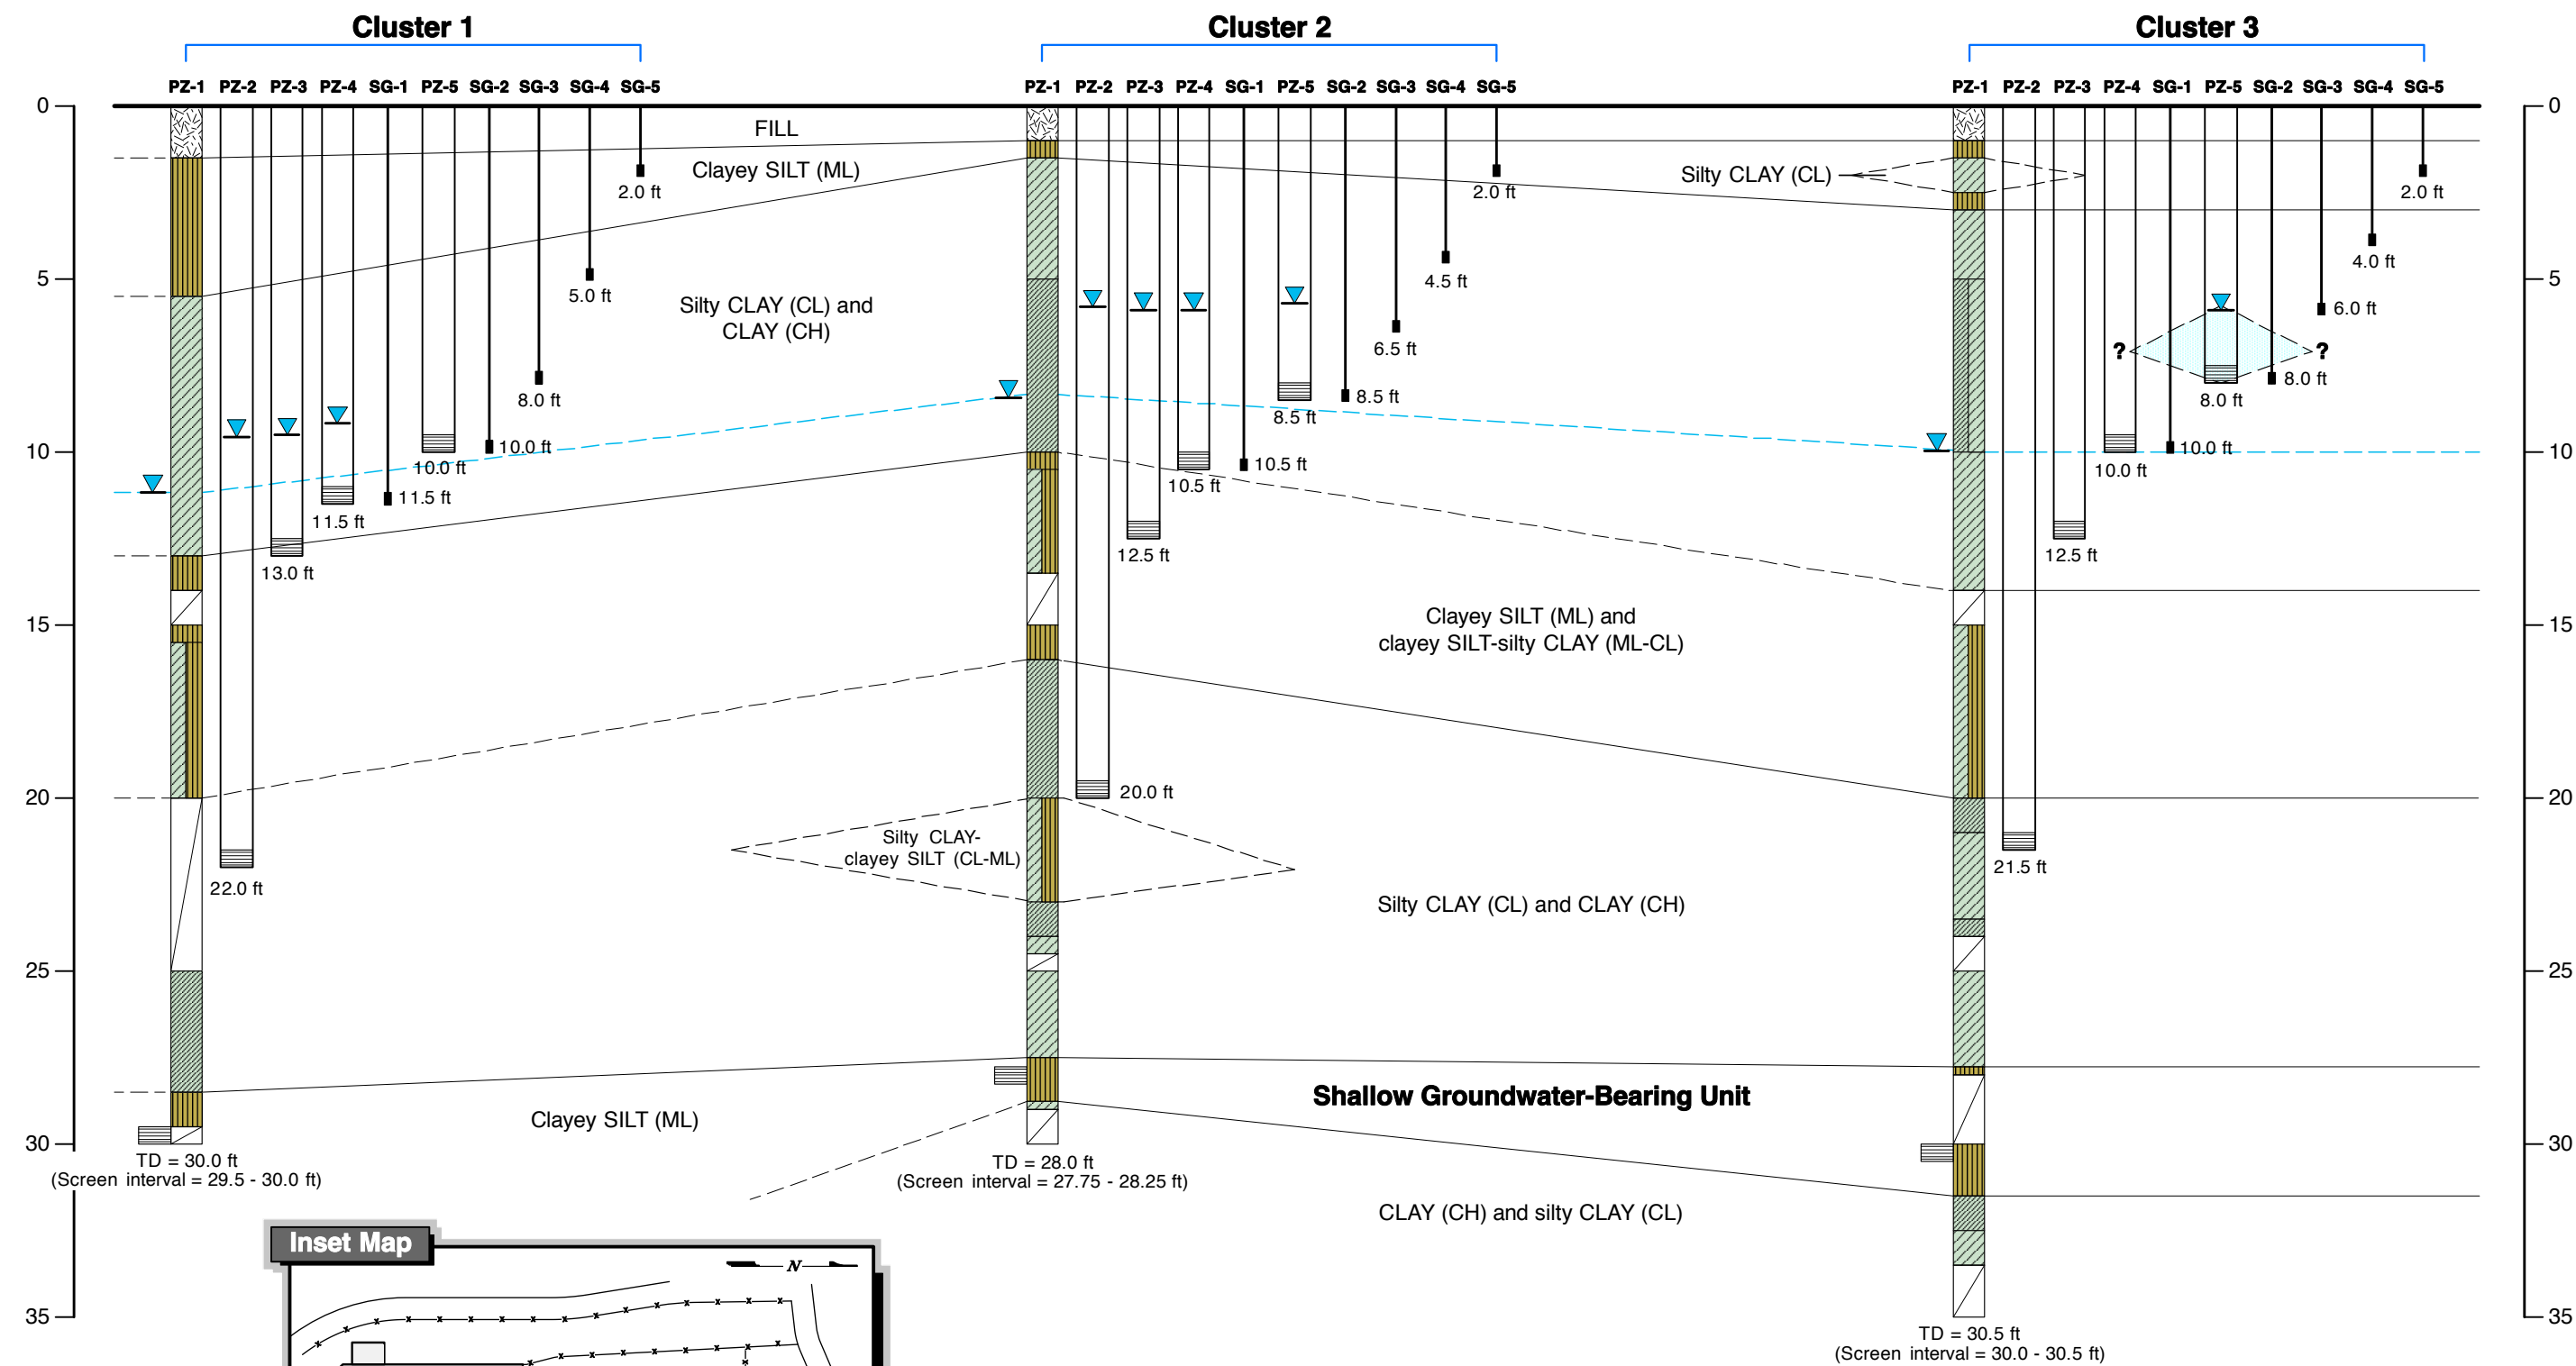 Cluster 1 Cluster 2 Cluster 3
PZ-1 PZ-2 PZ-3 PZ-4 SG-1 PZ-5 SG-2 SG-3 SG-4 SG-5 PZ-1 PZ-2 PZ-3 PZ-4 SG-1 PZ-5 SG-2 SG-3 SG-4 SG-5 PZ-1 PZ-2 PZ-3 PZ-4 SG-1 PZ-5 SG-2 SG-3 SG-4 SG-5
0 0
FILL
Clayey SILT (ML) Silty CLAY (CL)
2.0 ft 2.0 ft 2.0 ft
4.0 ft
5 5
4.5 ft
5.0 ft
Silty CLAY (CL) and
CLAY (CH)
6.0 ft
6.5 ft
? ?
8.0 ft
8.5 ft
8.0 ft 8.0 ft
8.5 ft
10 10.0 ft 10.0 ft 10
10.0 ft 10.5 ft 10.0 ft
10.5 ft
11.5 ft
11.5 ft
12.5 ft 12.5 ft
13.0 ft
15 15
Clayey SILT (ML) and
clayey SILT-silty CLAY (ML-CL)
20 20.0 ft 20
Silty CLAY-
clayey SILT (CL-ML)
21.5 ft
22.0 ft
Silty CLAY (CL) and CLAY (CH)
25 25
Shallow Groundwater-Bearing Unit
Clayey SILT (ML)
30 30
TD = 30.0 ft
(Screen interval = 29.5 - 30.0 ft)
TD = 28.0 ft
(Screen interval = 27.75 - 28.25 ft)
CLAY (CH) and silty CLAY (CL)
Inset Map
N
35 35
TD = 30.5 ft
(Screen interval = 30.0 - 30.5 ft)